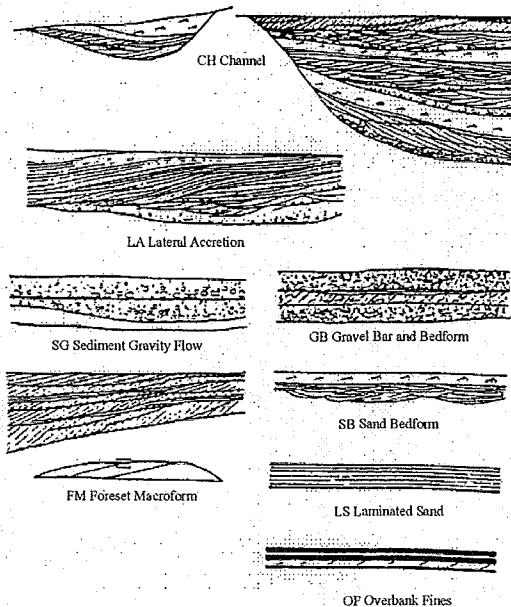 CH Channel
LA Lateral Accretion
SG Sediment Gravity Flow
GB Gravel Bar and Bedform
SB Sand Bedform
FM Foreset Macroform
LS Laminated Sand
OF Overbank Fines